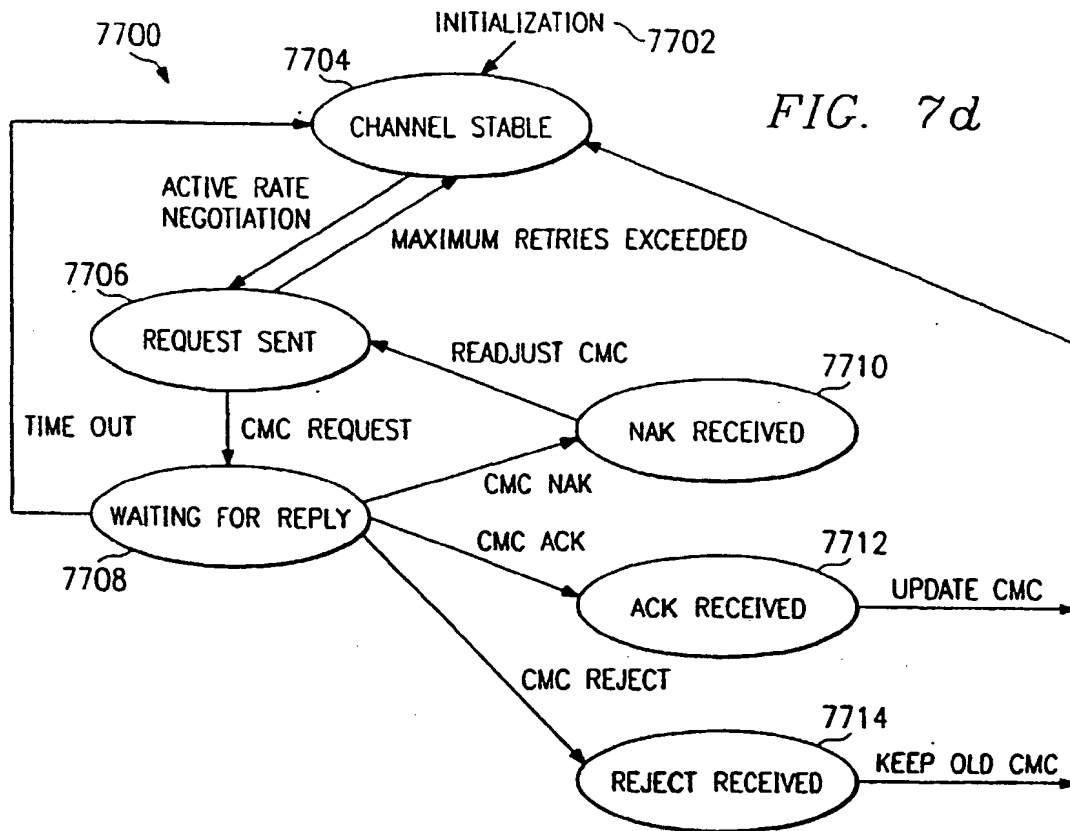 INITIALIZATION
7702
7700
7704
CHANNEL STABLE
FIG. 7d
ACTIVE RATE
NEGOTIATION
MAXIMUM RETRIES EXCEEDED
7706
REQUEST SENT
READJUST CMC
7710
NAK RECEIVED
TIME OUT
CMC REQUEST
CMC NAK
WAITING FOR REPLY
7708
CMC ACK
7712
ACK RECEIVED
UPDATE CMC
CMC REJECT
7714
REJECT RECEIVED
KEEP OLD CMC